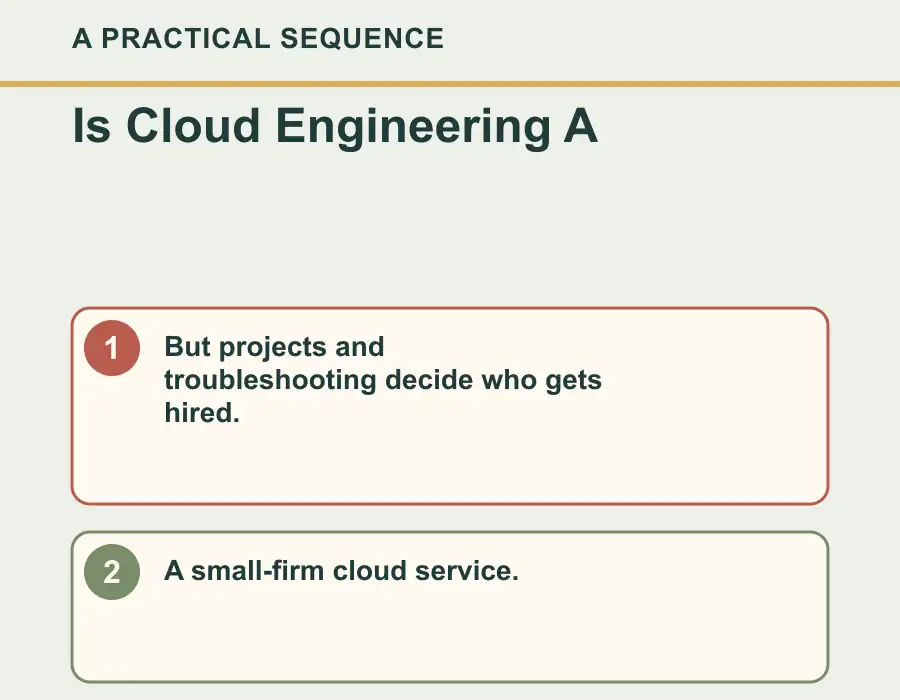 A PRACTICAL SEQUENCE
Is Cloud Engineering A
1
But projects and
troubleshooting decide who gets
hired.
2
A small-firm cloud service.